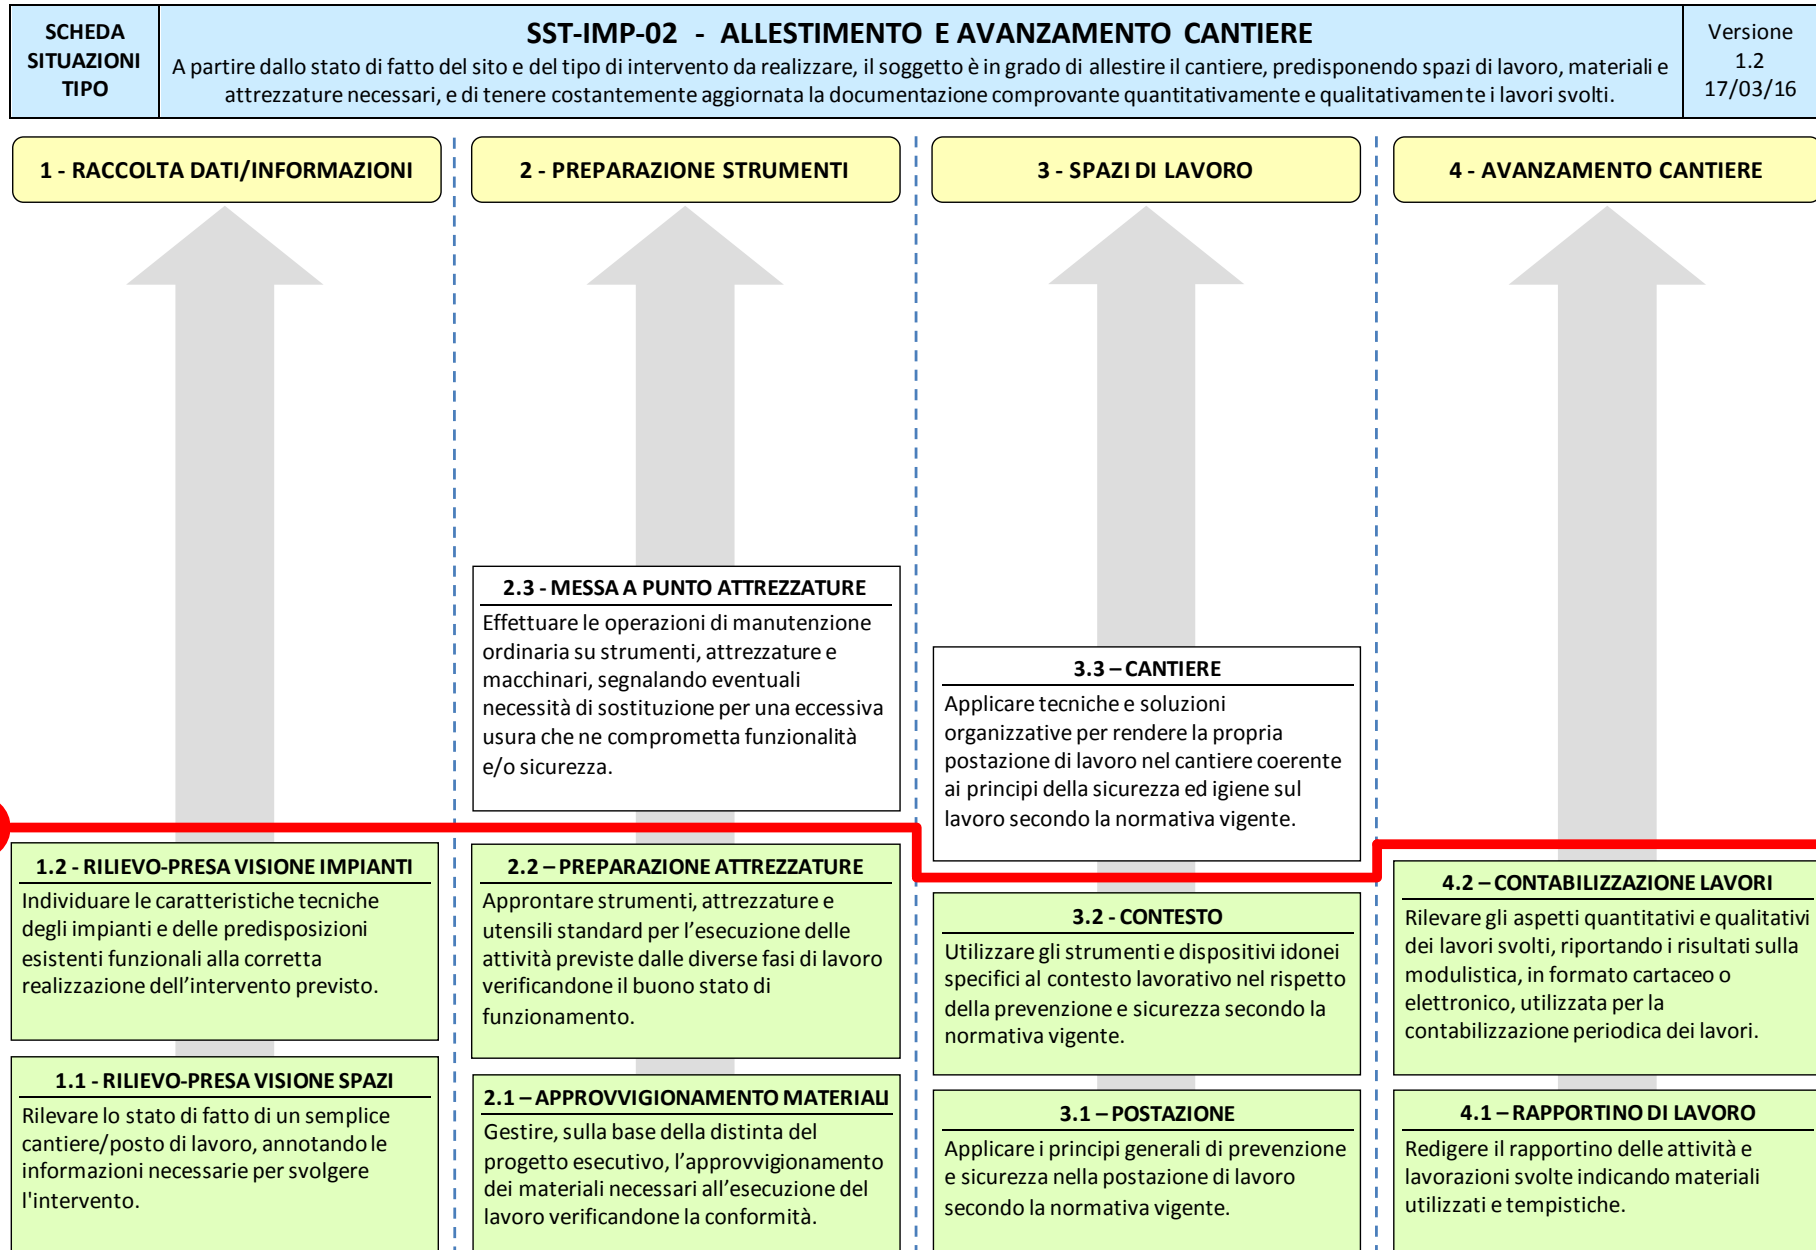 SCHEDA
SITUAZIONI
TIPO
SST-IMP-02 - ALLESTIMENTO E AVANZAMENTO CANTIERE
A partire dallo stato di fatto del sito e del tipo di intervento da realizzare, il soggetto è in grado di allestire il cantiere, predisponendo spazi di lavoro, materiali e
attrezzature necessari, e di tenere costantemente aggiornata la documentazione comprovante quantitativamente e qualitativamente i lavori svolti.
Versione
1.2
17/03/16
1 - RACCOLTA DATI/INFORMAZIONI
2 - PREPARAZIONE STRUMENTI
3 - SPAZI DI LAVORO
4 - AVANZAMENTO CANTIERE
2.3 - MESSA A PUNTO ATTREZZATURE
Effettuare le operazioni di manutenzione
ordinaria su strumenti, attrezzature e
macchinari, segnalando eventuali
necessità di sostituzione per una eccessiva
usura che ne comprometta funzionalità
e/o sicurezza.
3.3 – CANTIERE
Applicare tecniche e soluzioni
organizzative per rendere la propria
postazione di lavoro nel cantiere coerente
ai principi della sicurezza ed igiene sul
lavoro secondo la normativa vigente.
1.2 - RILIEVO-PRESA VISIONE IMPIANTI
Individuare le caratteristiche tecniche
degli impianti e delle predisposizioni
esistenti funzionali alla corretta
realizzazione dell'intervento previsto.
2.2 – PREPARAZIONE ATTREZZATURE
Approntare strumenti, attrezzature e
utensili standard per l'esecuzione delle
attività previste dalle diverse fasi di lavoro
verificandone il buono stato di
funzionamento.
3.2 - CONTESTO
Utilizzare gli strumenti e dispositivi idonei
specifici al contesto lavorativo nel rispetto
della prevenzione e sicurezza secondo la
normativa vigente.
4.2 – CONTABILIZZAZIONE LAVORI
Rilevare gli aspetti quantitativi e qualitativi
dei lavori svolti, riportando i risultati sulla
modulistica, in formato cartaceo o
elettronico, utilizzata per la
contabilizzazione periodica dei lavori.
1.1 - RILIEVO-PRESA VISIONE SPAZI
Rilevare lo stato di fatto di un semplice
cantiere/posto di lavoro, annotando le
informazioni necessarie per svolgere
l'intervento.
2.1 – APPROVVIGIONAMENTO MATERIALI
Gestire, sulla base della distinta del
progetto esecutivo, l'approvvigionamento
dei materiali necessari all'esecuzione del
lavoro verificandone la conformità.
3.1 – POSTAZIONE
Applicare i principi generali di prevenzione
e sicurezza nella postazione di lavoro
secondo la normativa vigente.
4.1 – RAPPORTINO DI LAVORO
Redigere il rapportino delle attività e
lavorazioni svolte indicando materiali
utilizzati e tempistiche.